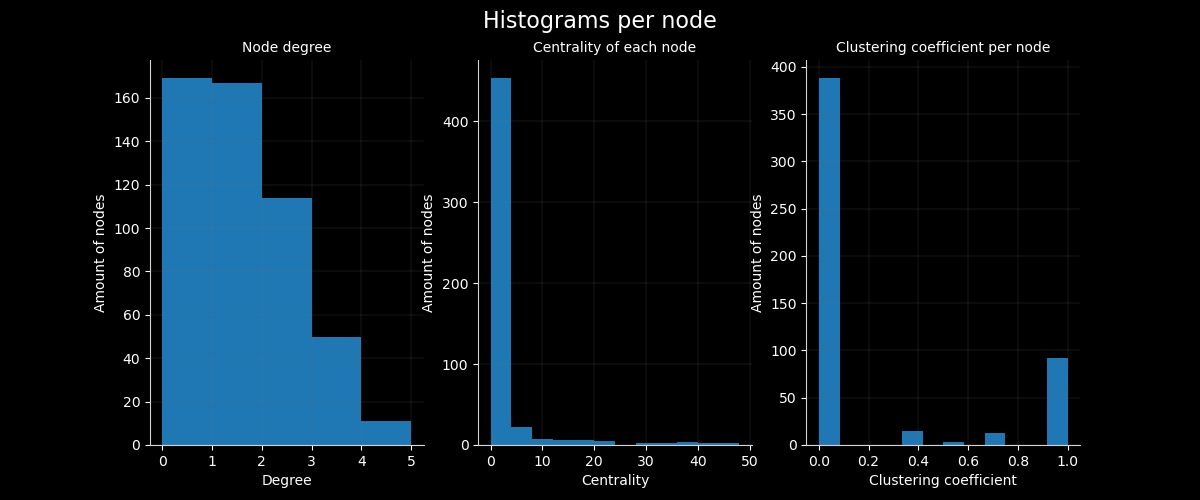 Histograms per node
Node degree
Amount of nodes
160
140
120
100
80
60
40
20
0
0 1 2 3 4 5
Degree
Centrality of each node
Amount of nodes
400
300
200
100
0
0 10 20 30 40 50
Centrality
Clustering coefficient per node
Amount of nodes
400
350
300
250
200
150
100
50
0
0.0 0.2 0.4 0.6 0.8 1.0
Clustering coefficient